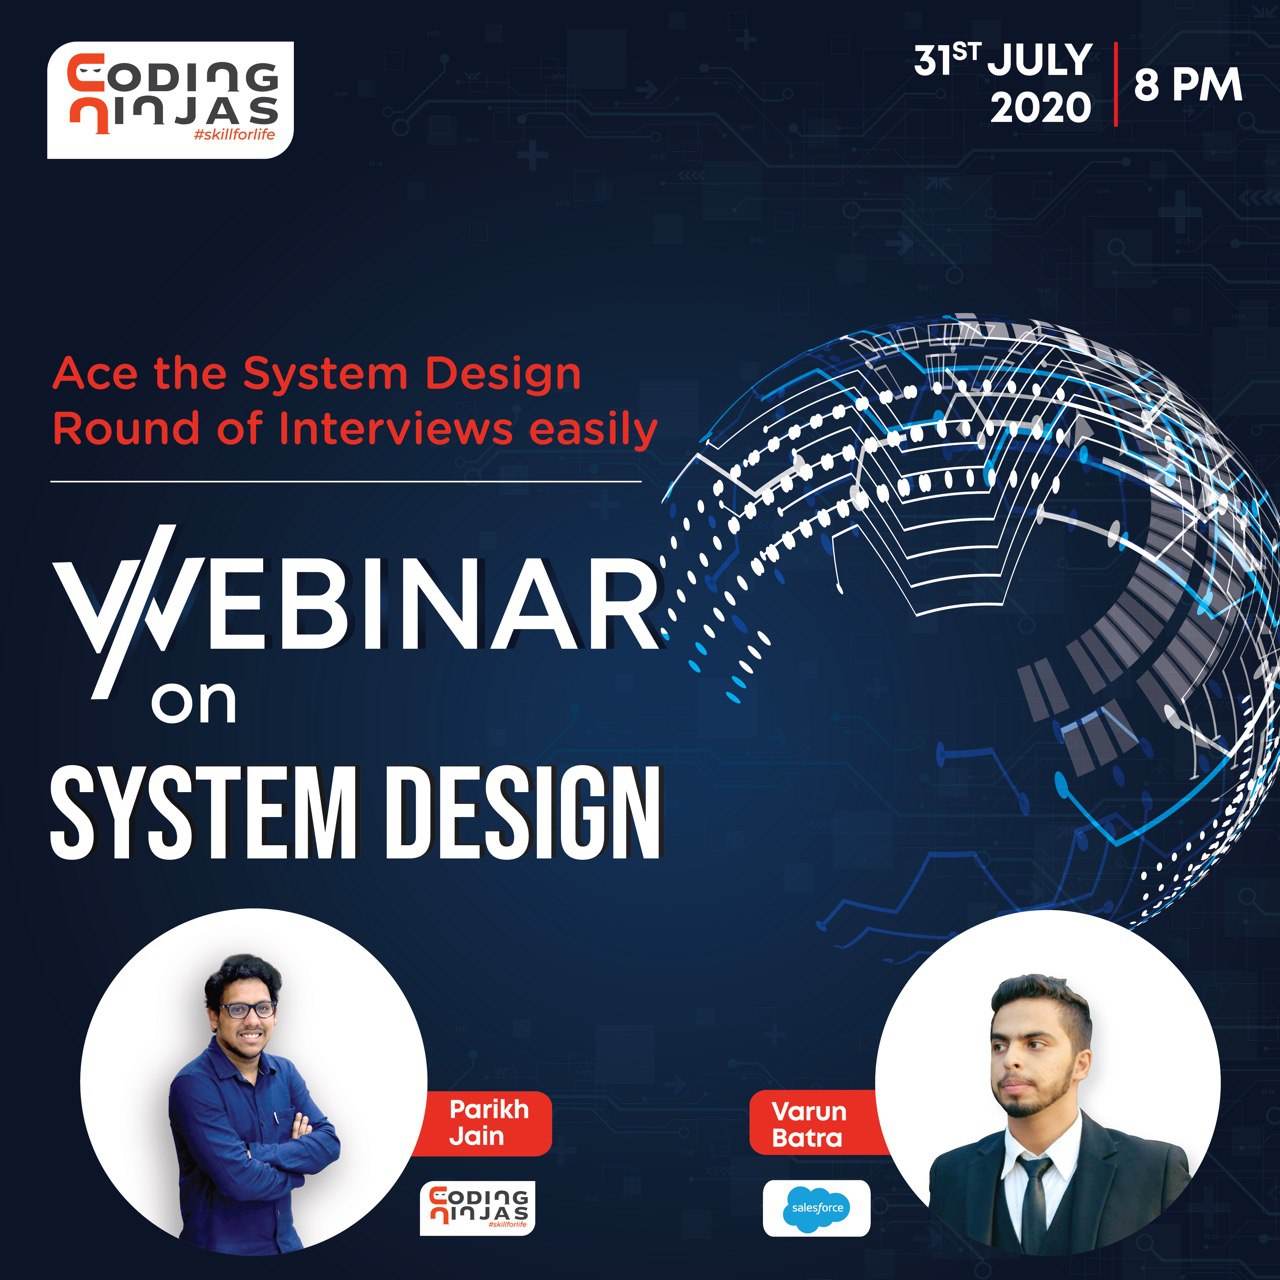 CODING
NINJAS
#skillforlife
31ST JULY
2020
8 PM
Ace the System Design
Round of Interviews easily
WEBINAR
on
SYSTEM DESIGN
Parikh
Jain
CODING
NINJAS
#skillforlife
Varun
Batra
salesforce